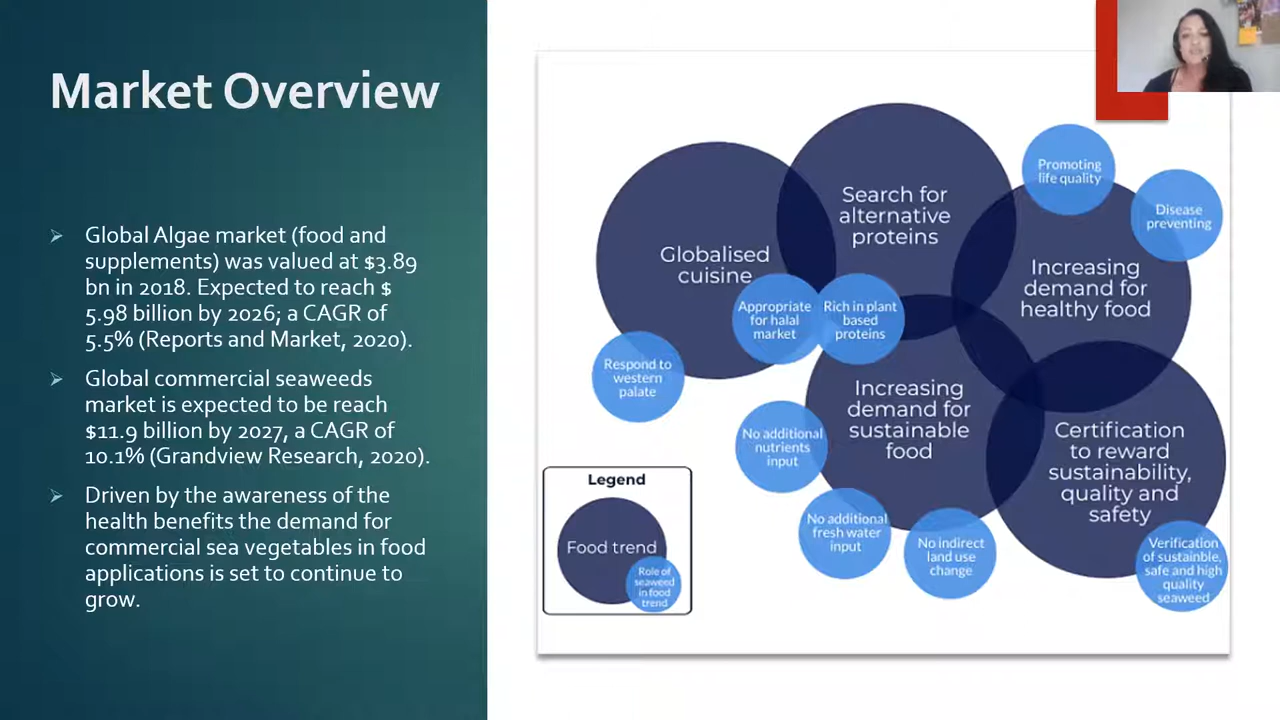 Market Overview
Global Algae market (food and
supplements) was valued at $3.89
bn in 2018. Expected to reach $
5.98 billion by 2026; a CAGR of
5.5% (Reports and Market, 2020).
Global commercial seaweeds
market is expected to be reach
$11.9 billion by 2027, a CAGR of
10.1% (Grandview Research, 2020).
Driven by the awareness of the
health benefits the demand for
commercial sea vegetables in food
applications is set to continue to
grow.
Globalised
cuisine
Search for
alternative
proteins
Promoting
life quality
Disease
preventing
Increasing
demand for
healthy food
Appropriate
for halal
market
Rich in plant
based
proteins
Respond to
western
palate
Increasing
demand for
sustainable
food
No additional
nutrients
input
No additional
fresh water
input
No indirect
land use
change
Certification
to reward
sustainability,
quality and
safety
Verification
of sustainble,
safe and high
quality
seaweed
Legend
Food trend
Role of
seaweed
in food
trend